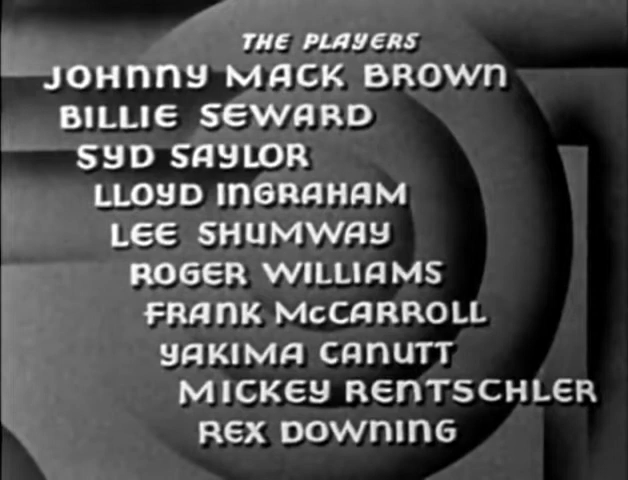 THE PLAYERS
JOHNNY MACK BROWN
BILLIE SEWARD
SYD SAYLOR
LLOYD INGRAHAM
LEE SHUMWAY
ROGER WILLIAMS
FRANK McCARROLL
YAKIMA CANUTT
MICKEY RENTSCHLER
REX DOWNING